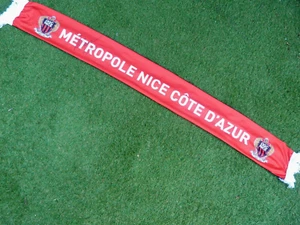 MÉTROPOLE NICE CÔTE D'AZUR